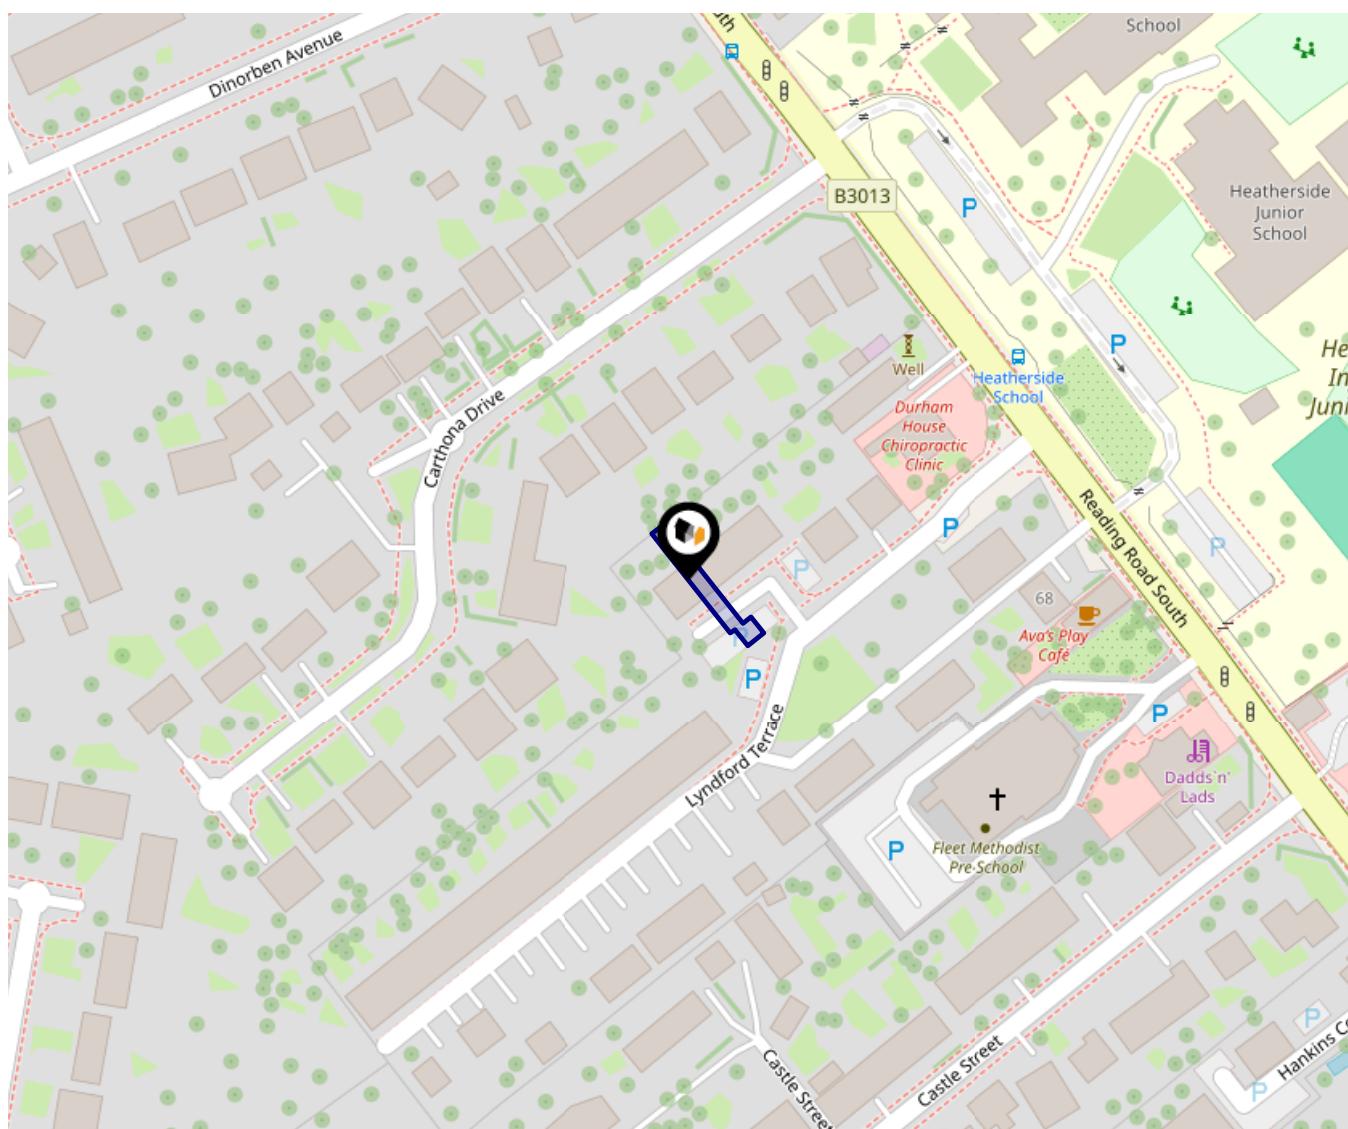 School
Dinorben Avenue
P
B3013
Heatherside
Junior
School
P
Well
Heatherside
School
Durham
House
Chiropractic
Clinic
Carthona Drive
P
Reading Road South
P
P
68
Ava's Play
Café
P
P
P
Lyndford Terrace
Dadds 'n'
Lads
P
Fleet Methodist
Pre-School
P
Castle Street
Castle Street
P